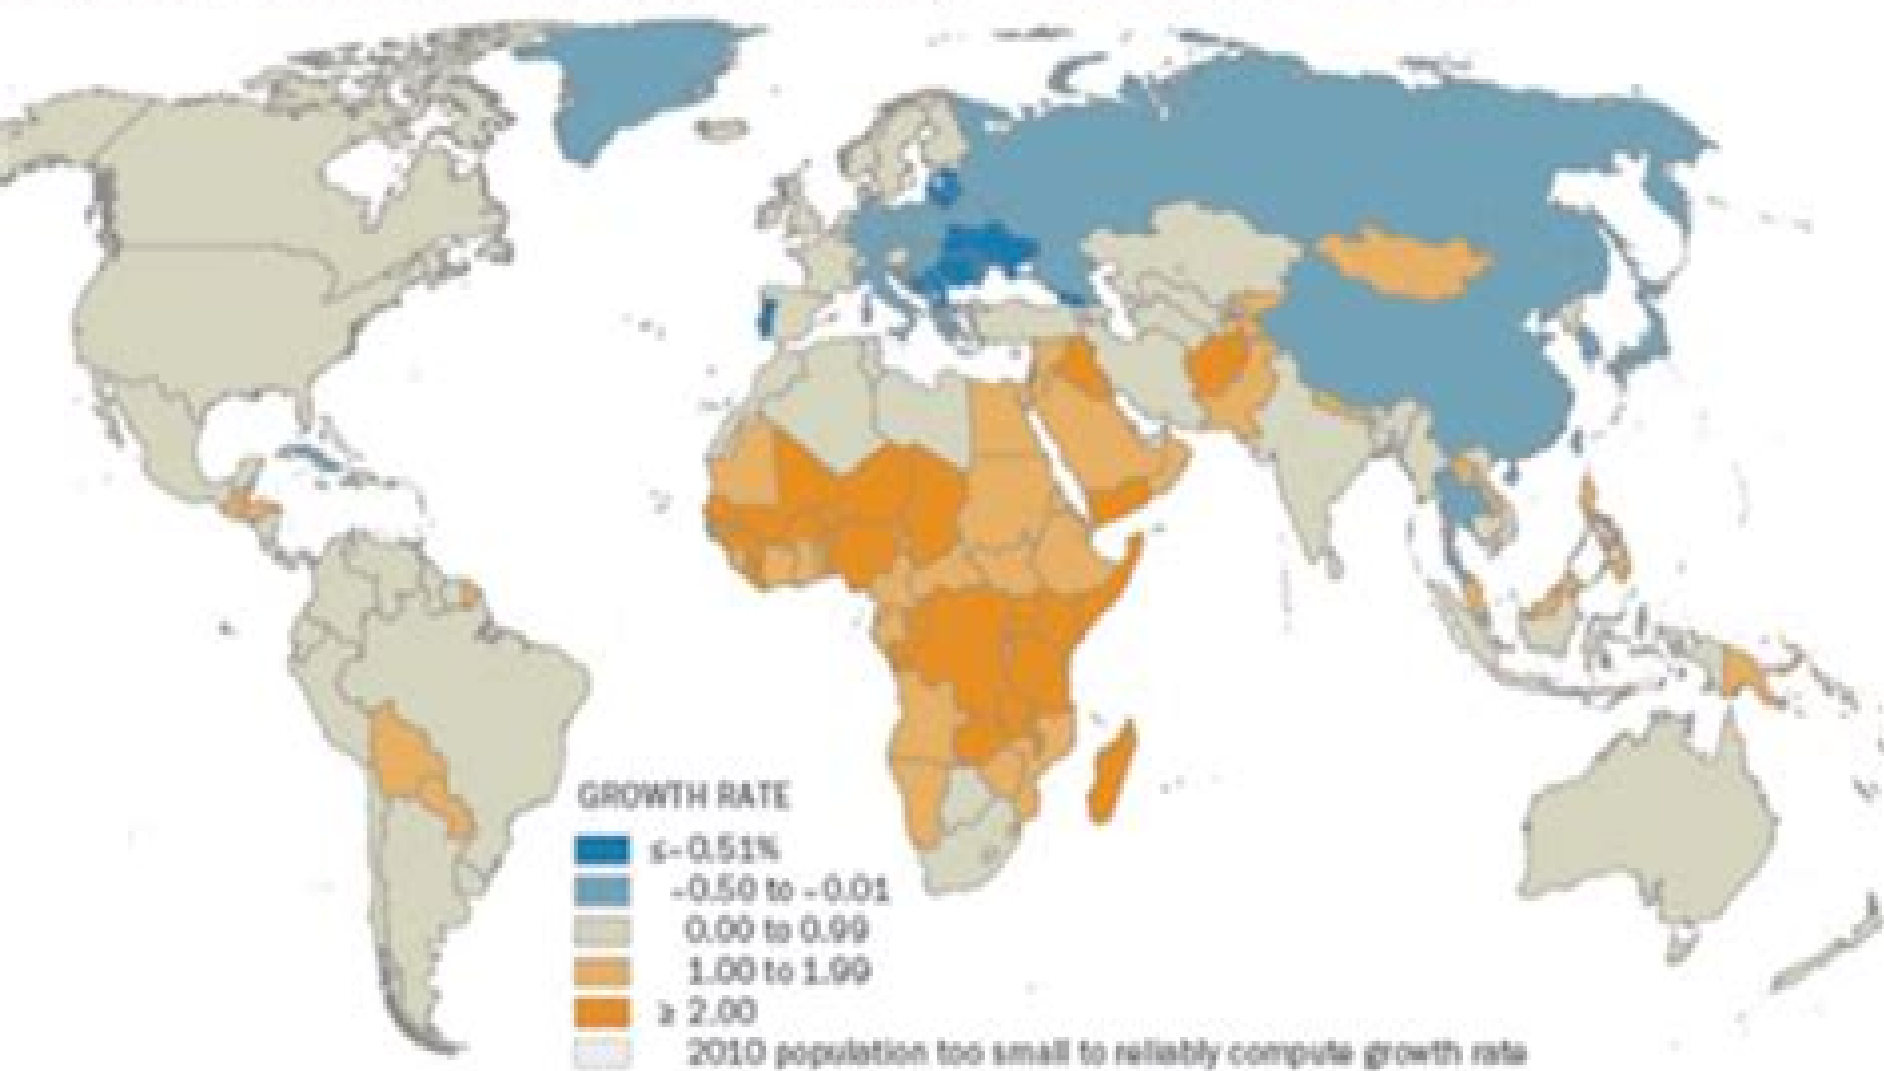 GROWTH RATE
≤-0.51%
-0.50 to -0.01
0.00 to 0.99
1.00 to 1.99
≥ 2.00
2010 population too small to reliably compute growth rate